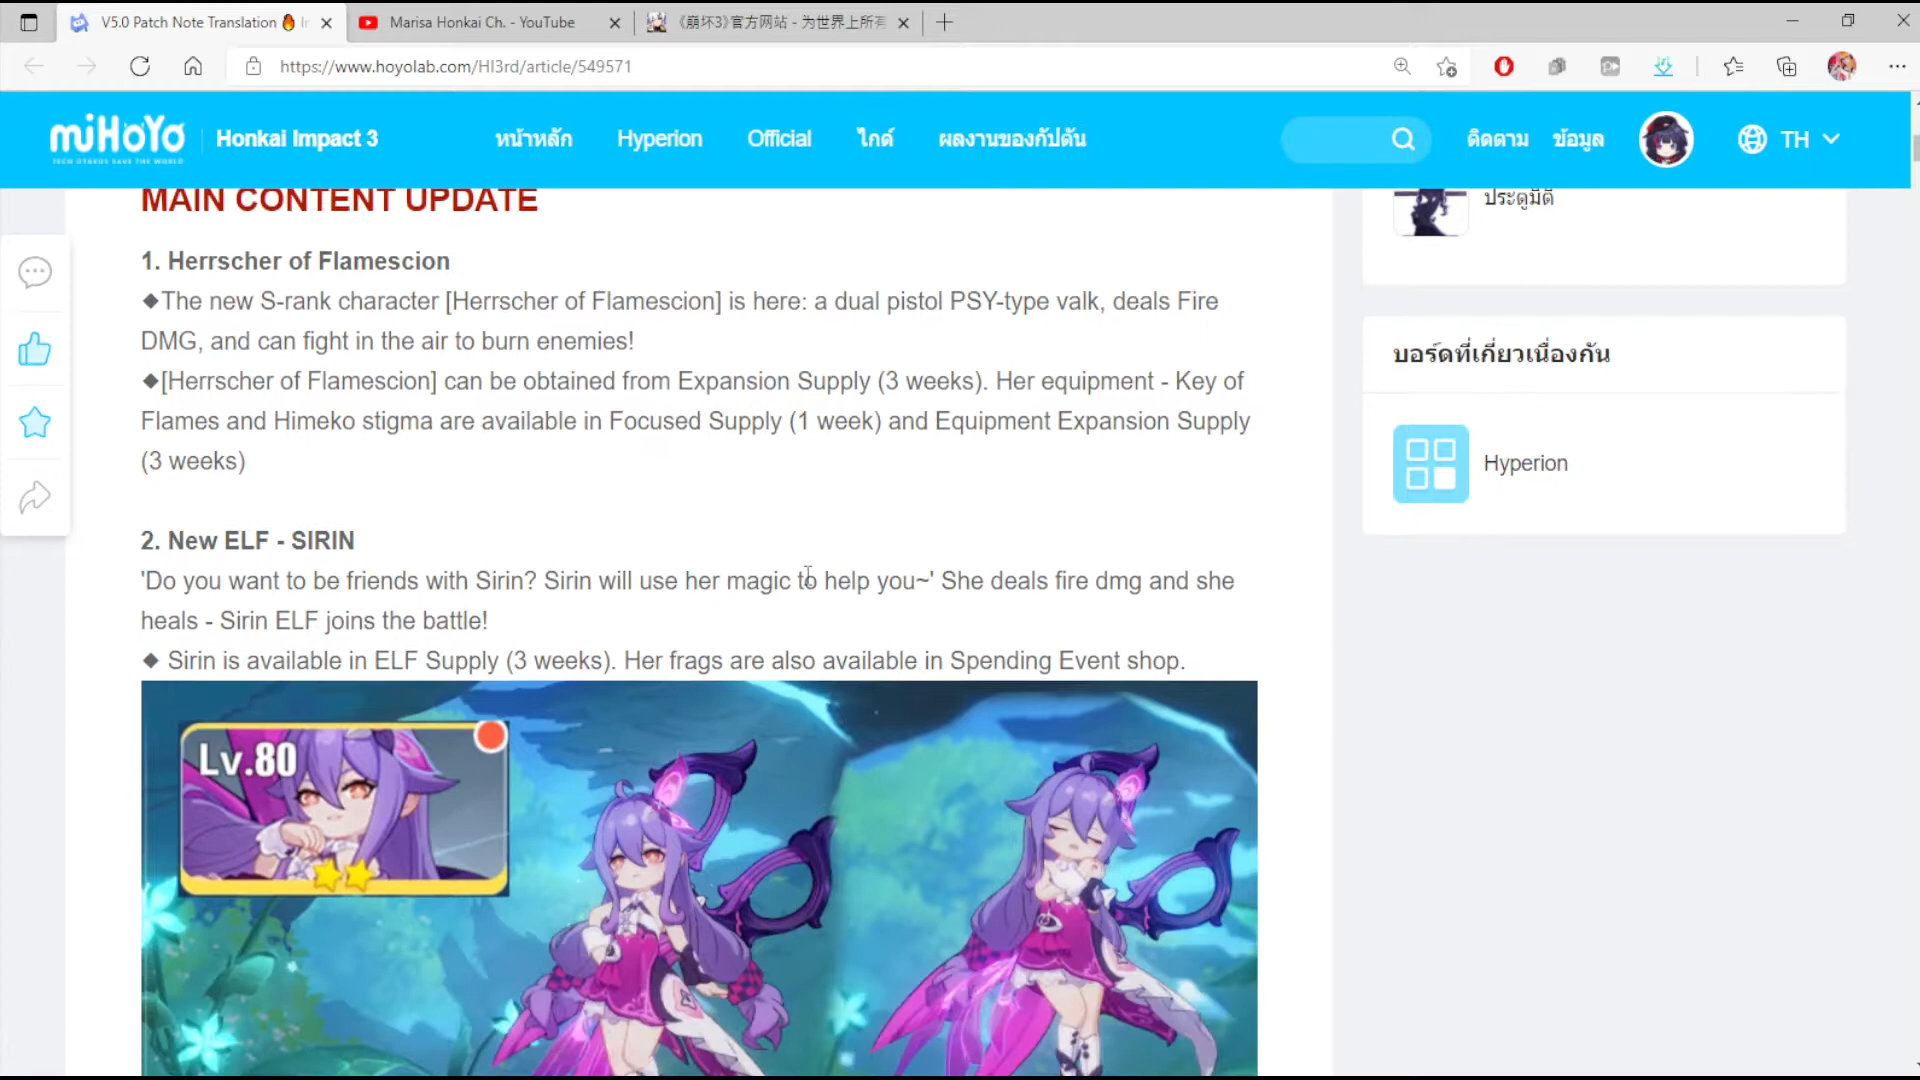 V5.0 Patch Note Translation 🔥 Ir
Marisa Honkai Ch. - YouTube
《崩坏3》官方网站 - 为世界上所有
https://www.hoyolab.com/HI3rd/article/549571
miHoYo
TECH OTAKUS SAVE THE WORLD
Honkai Impact 3
หน้าหลัก
Hyperion
Official
ไกด์
ผลงานของกัปตัน
ติดตาม
ข้อมูล
TH
MAIN CONTENT UPDATE
ประตูมิติ
1. Herrscher of Flamescion
◆The new S-rank character [Herrscher of Flamescion] is here: a dual pistol PSY-type valk, deals Fire
DMG, and can fight in the air to burn enemies!
บอร์ดที่เกี่ยวเนื่องกัน
◆[Herrscher of Flamescion] can be obtained from Expansion Supply (3 weeks). Her equipment - Key of
Flames and Himeko stigma are available in Focused Supply (1 week) and Equipment Expansion Supply
(3 weeks)
Hyperion
2. New ELF - SIRIN
'Do you want to be friends with Sirin? Sirin will use her magic to help you~' She deals fire dmg and she
heals - Sirin ELF joins the battle!
◆ Sirin is available in ELF Supply (3 weeks). Her frags are also available in Spending Event shop.
Lv.80